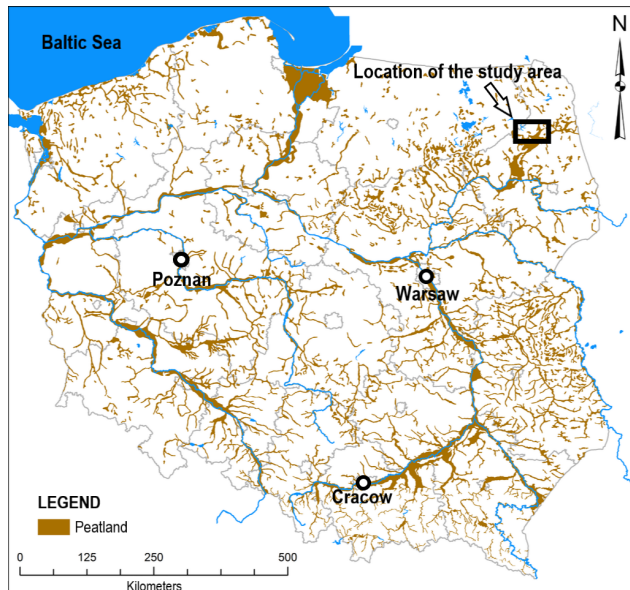 Baltic Sea
N
Location of the study area
Poznan
Warsaw
Cracow
LEGEND
Peatland
0 125 250 500
Kilometers